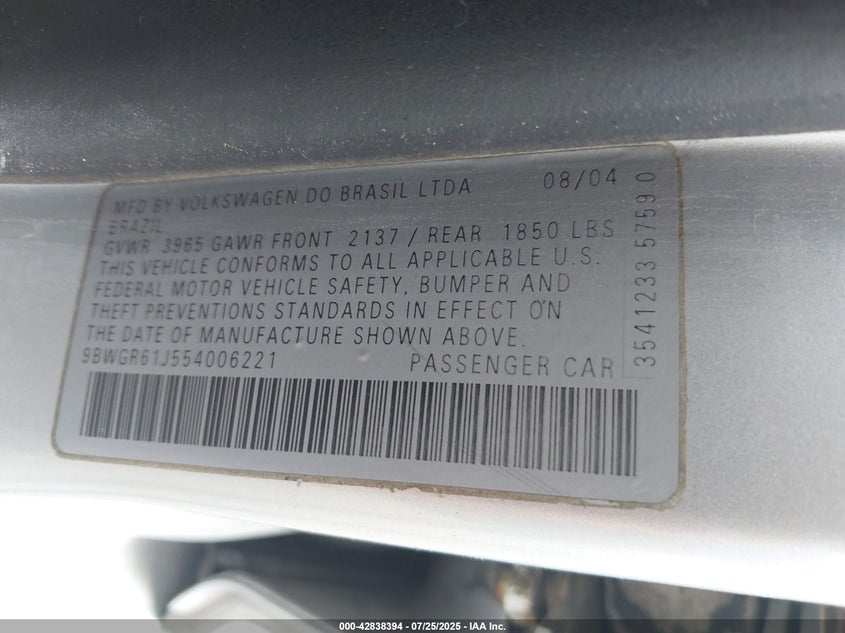 MFD BY VOLKSWAGEN DO BRASIL LTDA 08/04
BRAZIL
GVWR 3965 GAWR FRONT 2137 / REAR 1850 LBS
THIS VEHICLE CONFORMS TO ALL APPLICABLE U.S.
FEDERAL MOTOR VEHICLE SAFETY, BUMPER AND
THEFT PREVENTIONS STANDARDS IN EFFECT ON
THE DATE OF MANUFACTURE SHOWN ABOVE.
9BWGR61J554006221 PASSENGER CAR
3541233 57590
000-42838394 - 07/25/2025 - IAA Inc.